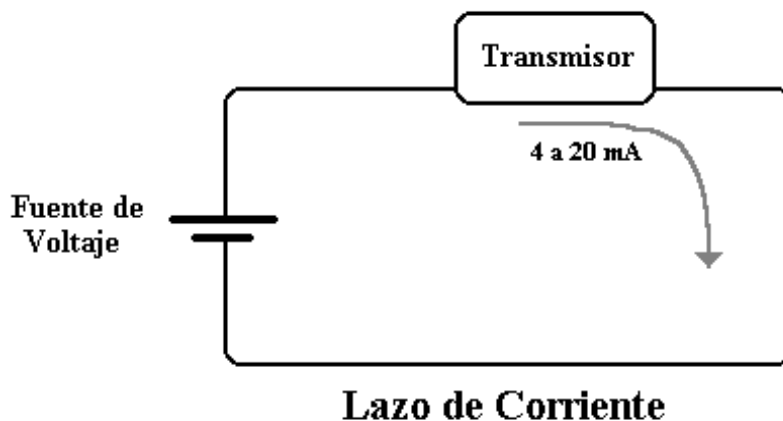 Transmisor
4 a 20 mA
Fuente de
Voltaje
Lazo de Corriente